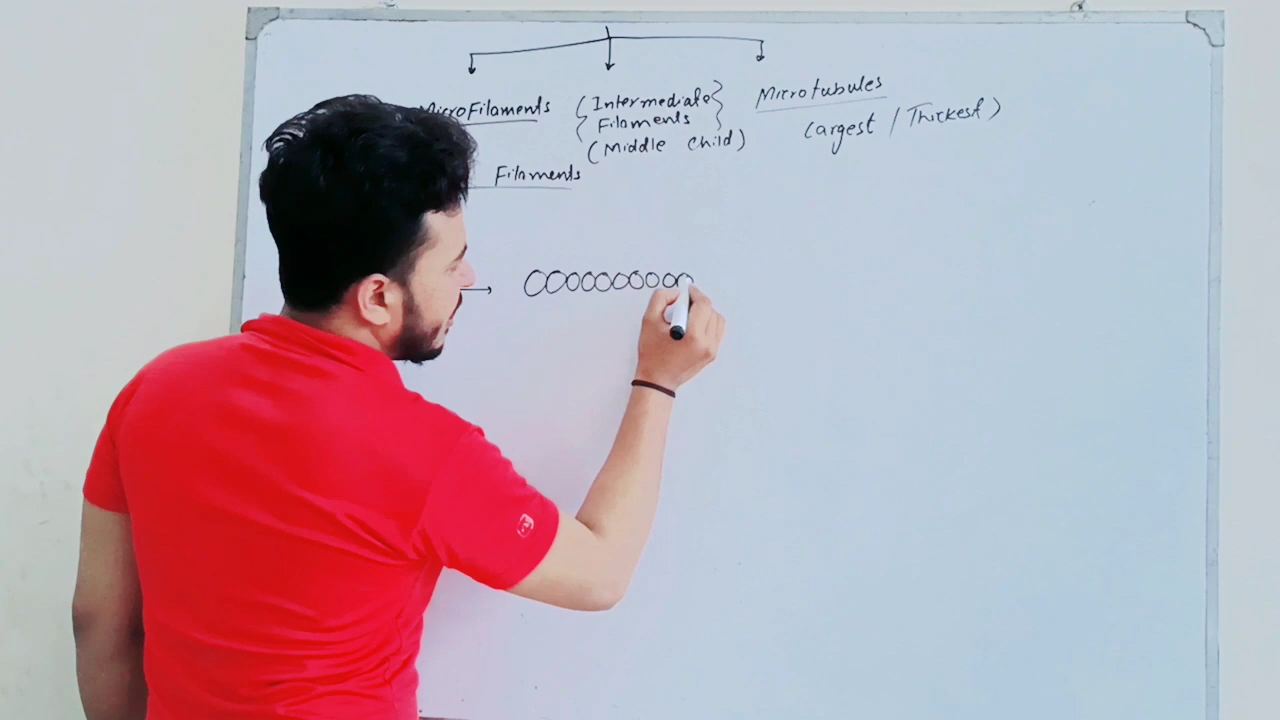 MicroFilaments
(Intermediate
Filaments
(Middle Child)
Microtubules
Largest / Thickest)
Filaments